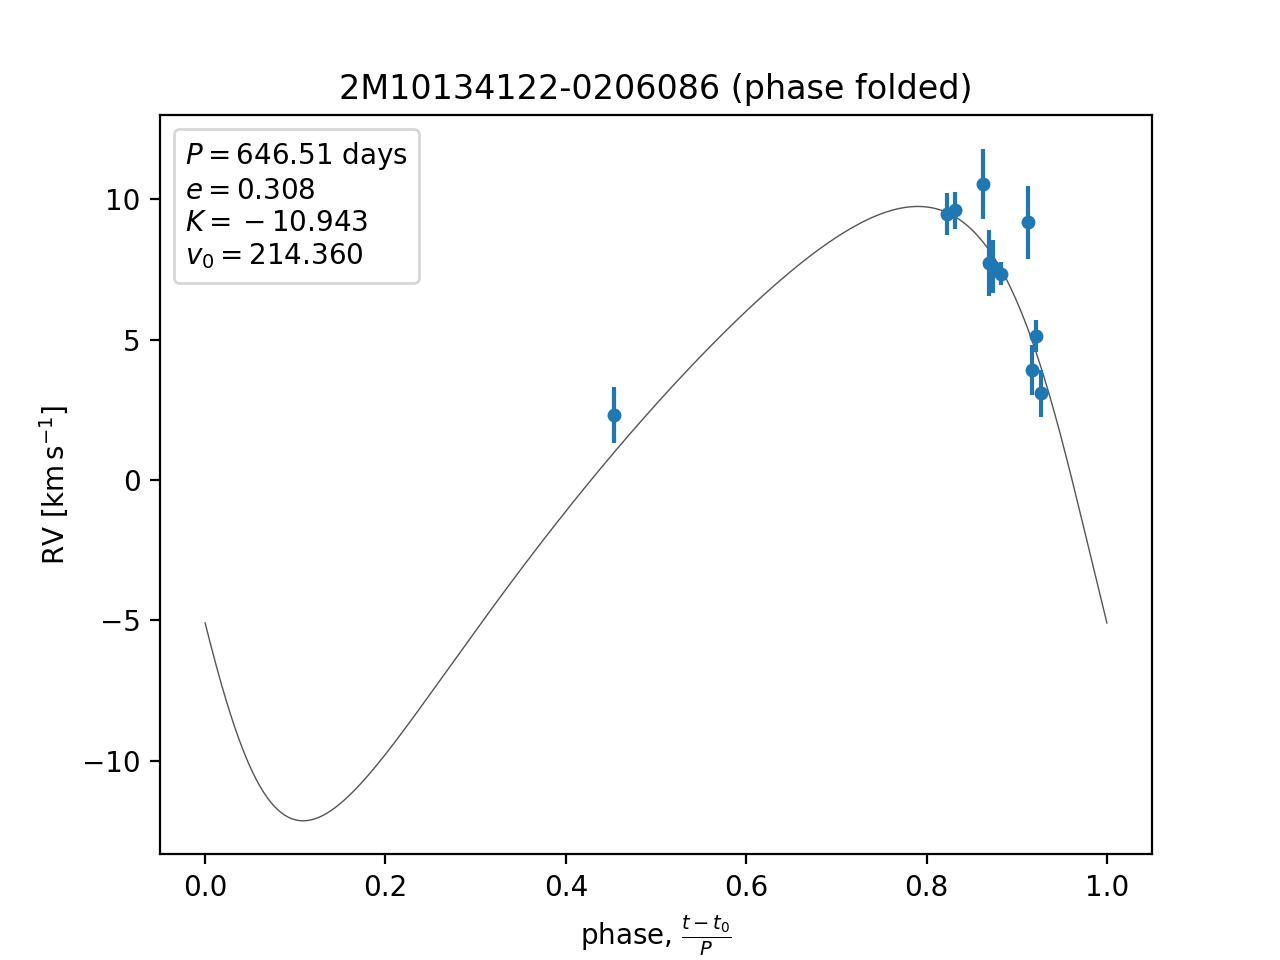 2M10134122-0206086 (phase folded)
P = 646.51 days
e = 0.308
K = −10.943
v₀ = 214.360
10
5
0
−5
−10
RV [km s⁻¹]
0.0 0.2 0.4 0.6 0.8 1.0
phase, (t − t₀)/P